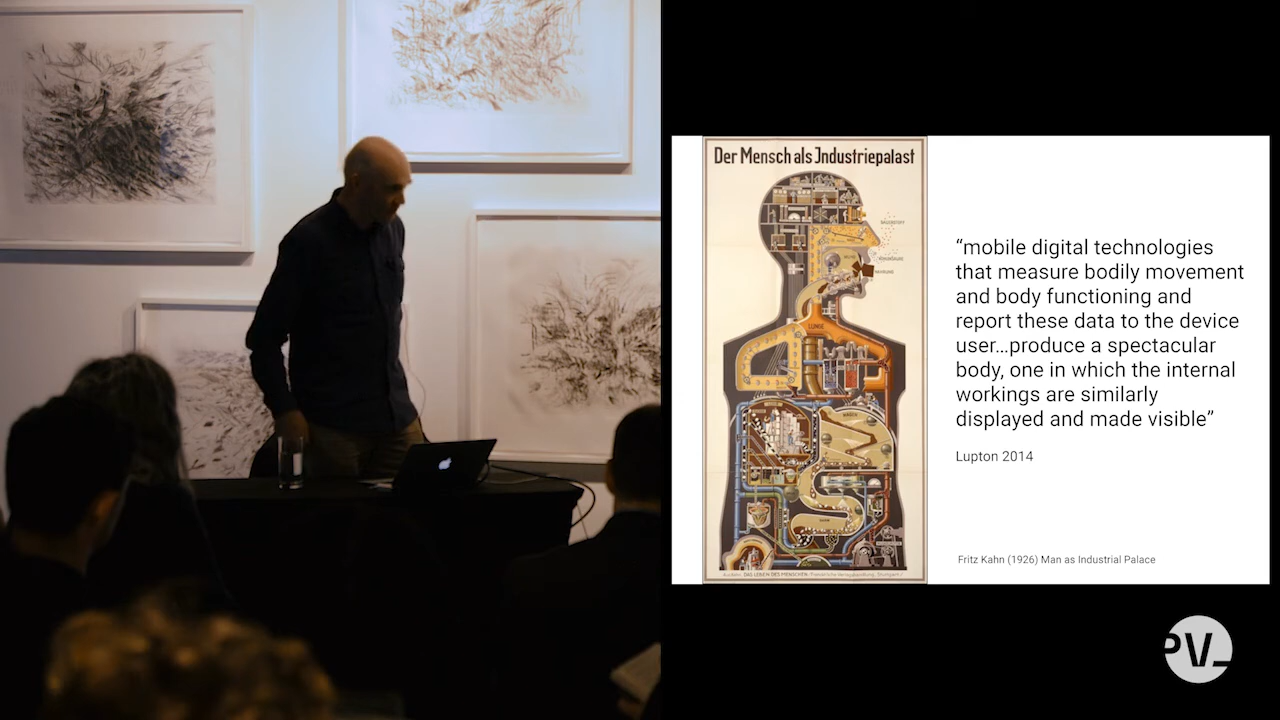 Der Mensch als Industriepalast
LUNGE
“mobile digital technologies
that measure bodily movement
and body functioning and
report these data to the device
user...produce a spectacular
body, one in which the internal
workings are similarly
displayed and made visible”
Lupton 2014
Fritz Kahn (1926) Man as Industrial Palace
PV_